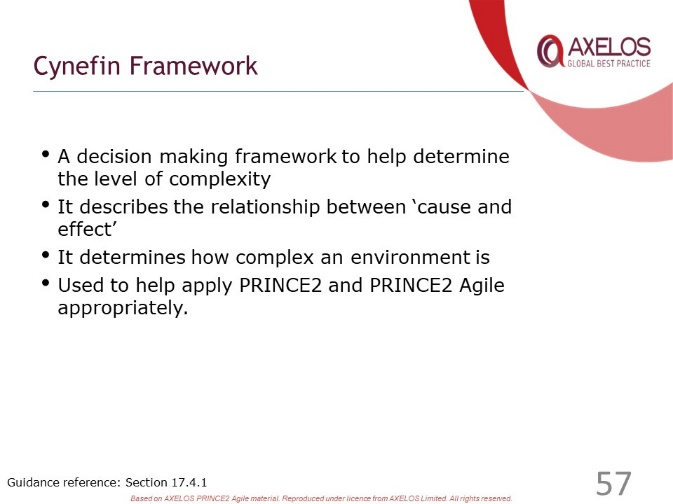 AXELOS
GLOBAL BEST PRACTICE
Cynefin Framework
• A decision making framework to help determine
the level of complexity
• It describes the relationship between ‘cause and
effect’
• It determines how complex an environment is
• Used to help apply PRINCE2 and PRINCE2 Agile
appropriately.
Guidance reference: Section 17.4.1
57
Based on AXELOS PRINCE2 Agile material. Reproduced under licence from AXELOS Limited. All rights reserved.